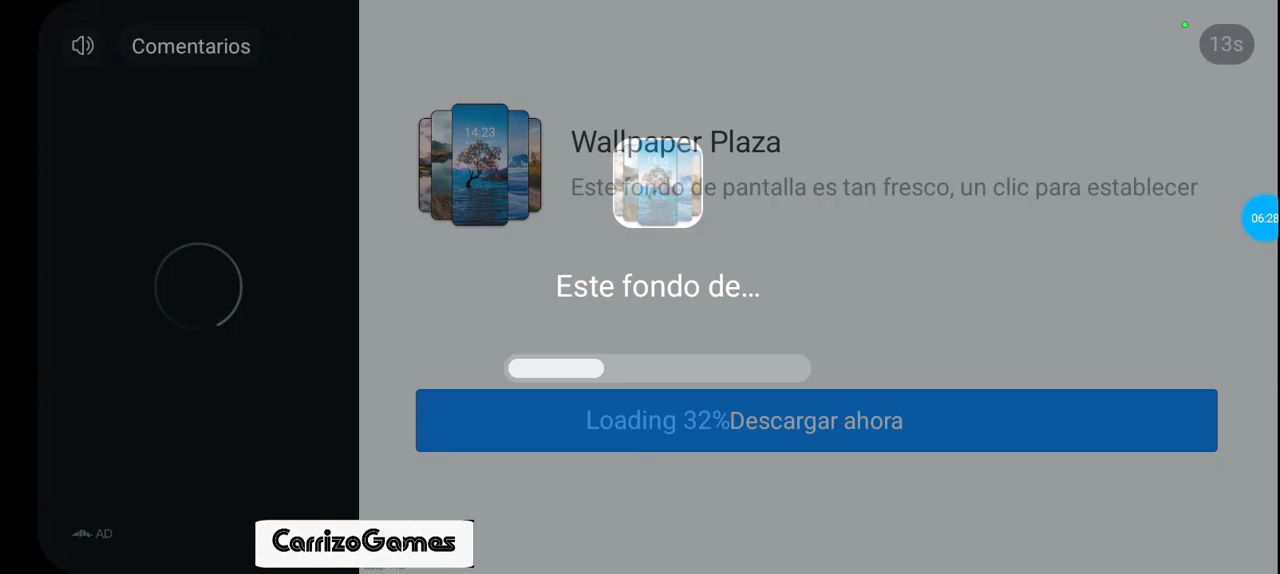 Comentarios
13s
14:23
Wallpaper Plaza
Este fondo de pantalla es tan fresco, un clic para establecer
06:28
Este fondo de...
Loading 32%
Descargar ahora
AD
CarrizoGames